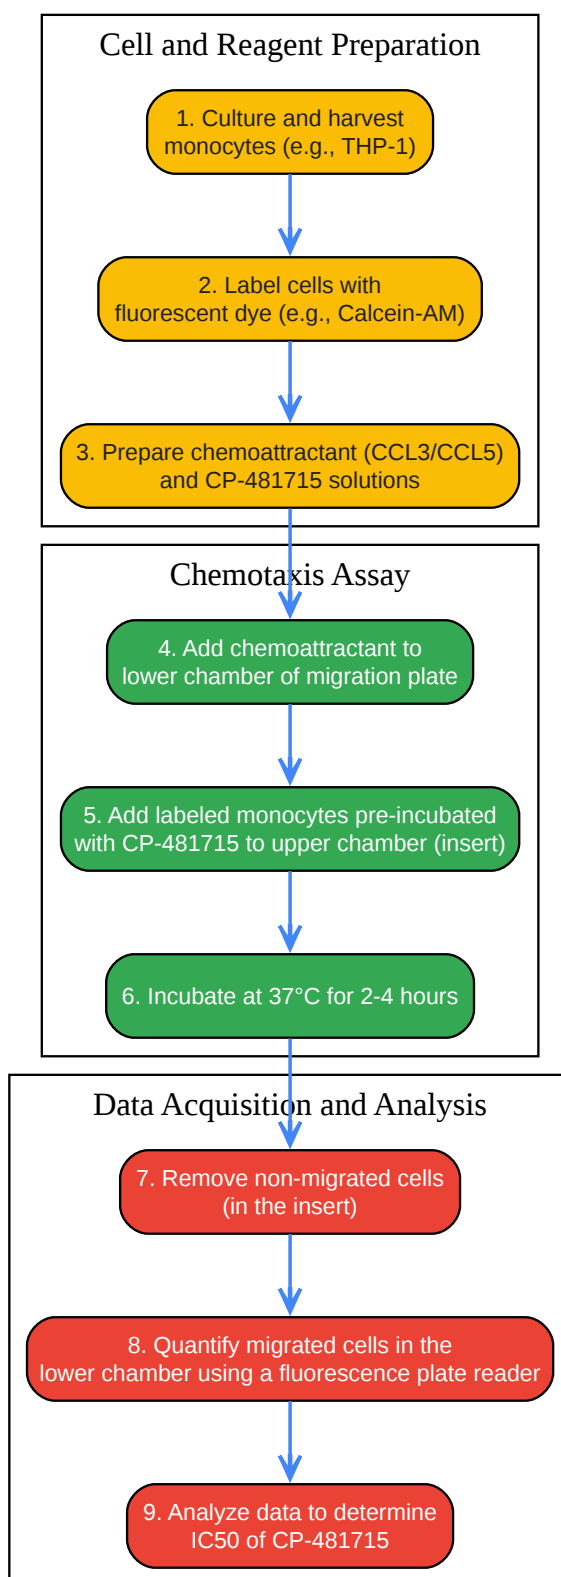 Cell and Reagent Preparation
1. Culture and harvest
monocytes (e.g., THP-1)
2. Label cells with
fluorescent dye (e.g., Calcein-AM)
3. Prepare chemoattractant (CCL3/CCL5)
and CP-481715 solutions
Chemotaxis Assay
4. Add chemoattractant to
lower chamber of migration plate
5. Add labeled monocytes pre-incubated
with CP-481715 to upper chamber (insert)
6. Incubate at 37°C for 2-4 hours
Data Acquisition and Analysis
7. Remove non-migrated cells
(in the insert)
8. Quantify migrated cells in the
lower chamber using a fluorescence plate reader
9. Analyze data to determine
IC50 of CP-481715